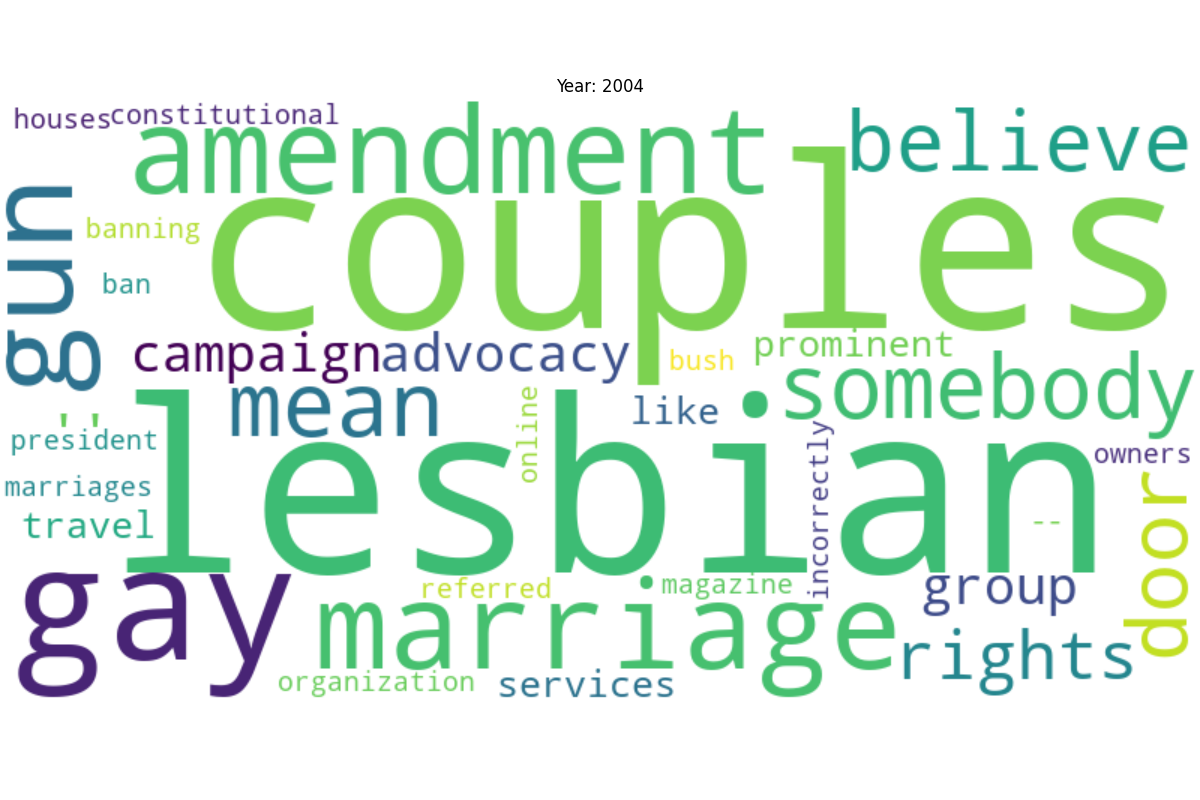 Year: 2004
houses
constitutional
amendment
believe
gun
banning
couples
ban
campaign
advocacy
bush
prominent
somebody
''
mean
online
like
president
lesbian
incorrectly
owners
marriages
travel
--
door
gay
referred
magazine
group
marriage
rights
organization
services